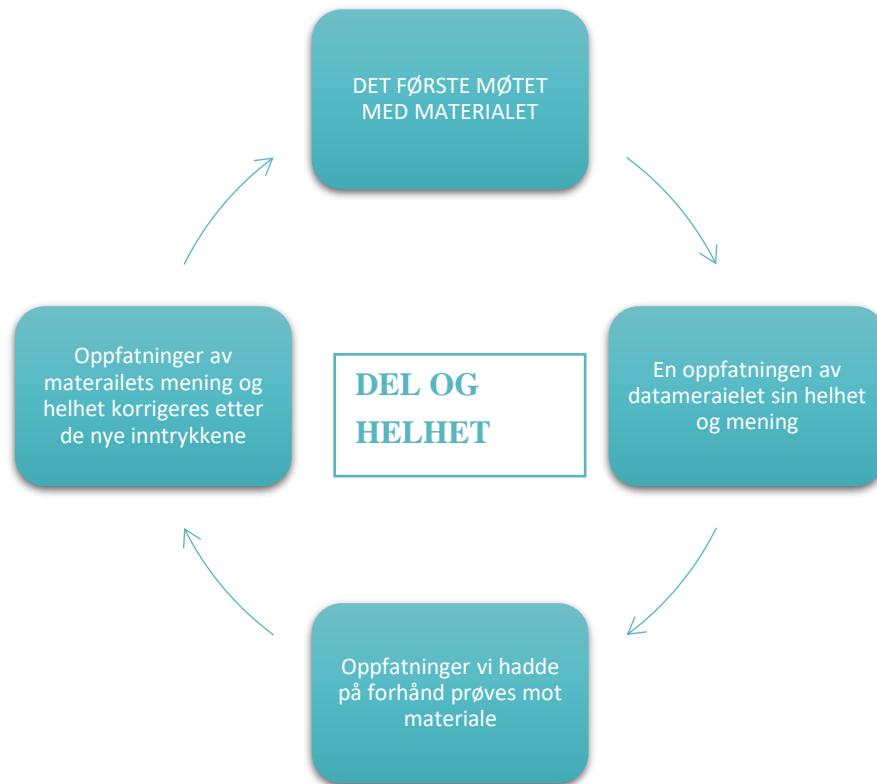 DET FØRSTE MØTET
MED MATERIALET
En oppfatningen av
datameraielet sin helhet
og mening
Oppfatninger vi hadde
på forhånd prøves mot
materiale
Oppfatninger av
materailets mening og
helhet korrigeres etter
de nye inntrykkene
DEL OG
HELHET